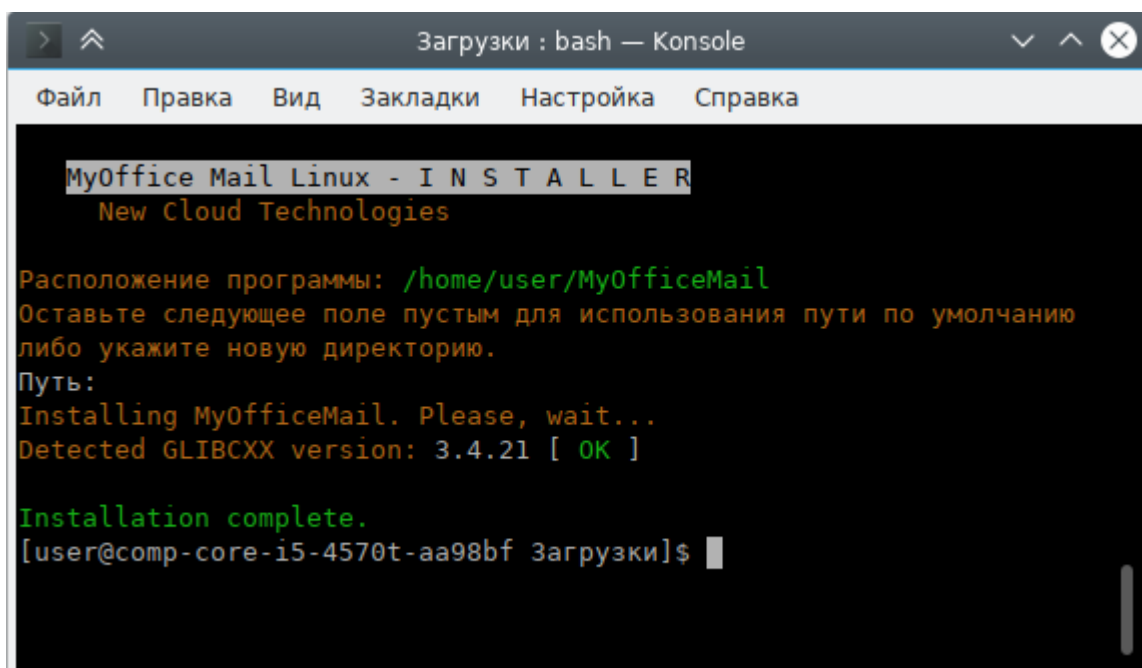 Загрузки : bash — Konsole
Файл Правка Вид Закладки Настройка Справка
MyOffice Mail Linux - I N S T A L L E R
New Cloud Technologies
Расположение программы: /home/user/MyOfficeMail
Оставьте следующее поле пустым для использования пути по умолчанию
либо укажите новую директорию.
Путь:
Installing MyOfficeMail. Please, wait...
Detected GLIBCXX version: 3.4.21 [ OK ]
Installation complete.
[user@comp-core-i5-4570t-aa98bf Загрузки]$